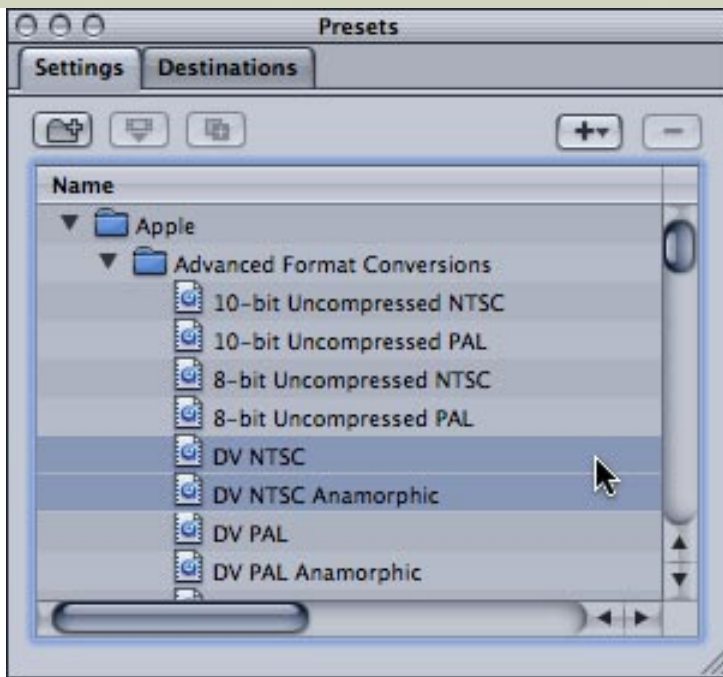 Presets
Settings Destinations
Name
Apple
Advanced Format Conversions
10-bit Uncompressed NTSC
10-bit Uncompressed PAL
8-bit Uncompressed NTSC
8-bit Uncompressed PAL
DV NTSC
DV NTSC Anamorphic
DV PAL
DV PAL Anamorphic